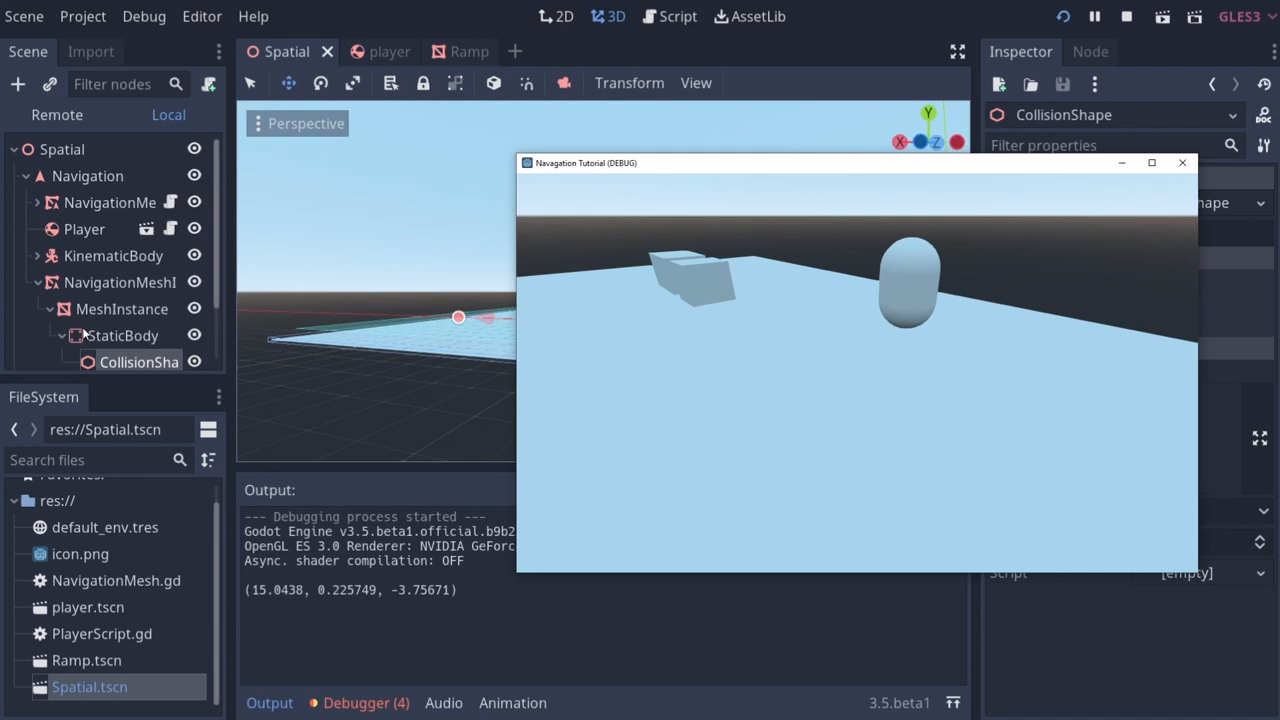 Scene Project Debug Editor Help
2D 3D Script AssetLib
GLES3
Scene Import
Filter nodes
Remote Local
Spatial
Navigation
NavigationMe
Player
KinematicBody
NavigationMeshI
MeshInstance
StaticBody
CollisionSha
FileSystem
res://Spatial.tscn
Search files
Favorites:
res://
default_env.tres
icon.png
NavigationMesh.gd
player.tscn
PlayerScript.gd
Ramp.tscn
Spatial.tscn
Spatial player Ramp
Transform View
Perspective
Y
X
Z
Navagation Tutorial (DEBUG)
Output:
--- Debugging process started ---
Godot Engine v3.5.beta1.official.b9b2
OpenGL ES 3.0 Renderer: NVIDIA GeForc
Async. shader compilation: OFF
(15.0438, 0.225749, -3.75671)
Output Debugger (4) Audio Animation 3.5.beta1
Inspector Node
CollisionShape
Filter properties
hape
Script [empty]